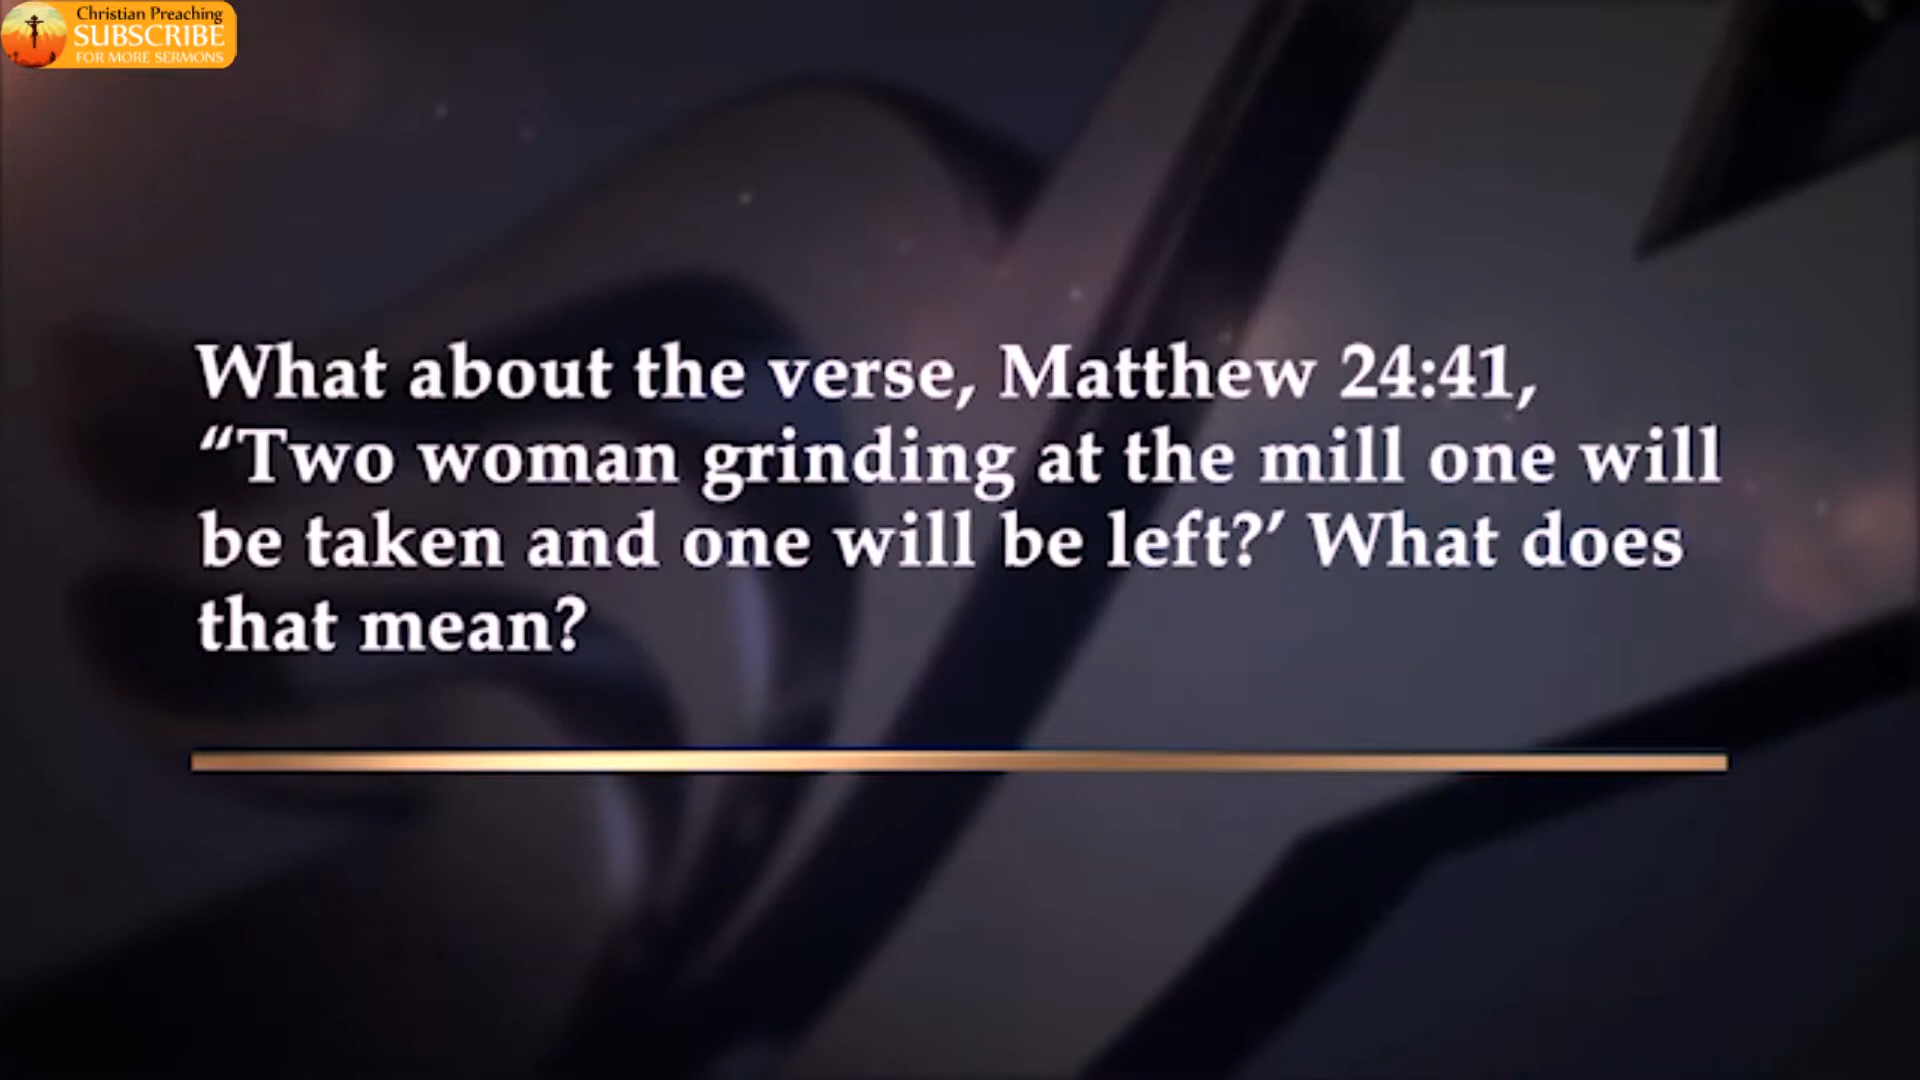 Christian Preaching
SUBSCRIBE
FOR MORE SERMONS
What about the verse, Matthew 24:41,
“Two woman grinding at the mill one will
be taken and one will be left?’ What does
that mean?